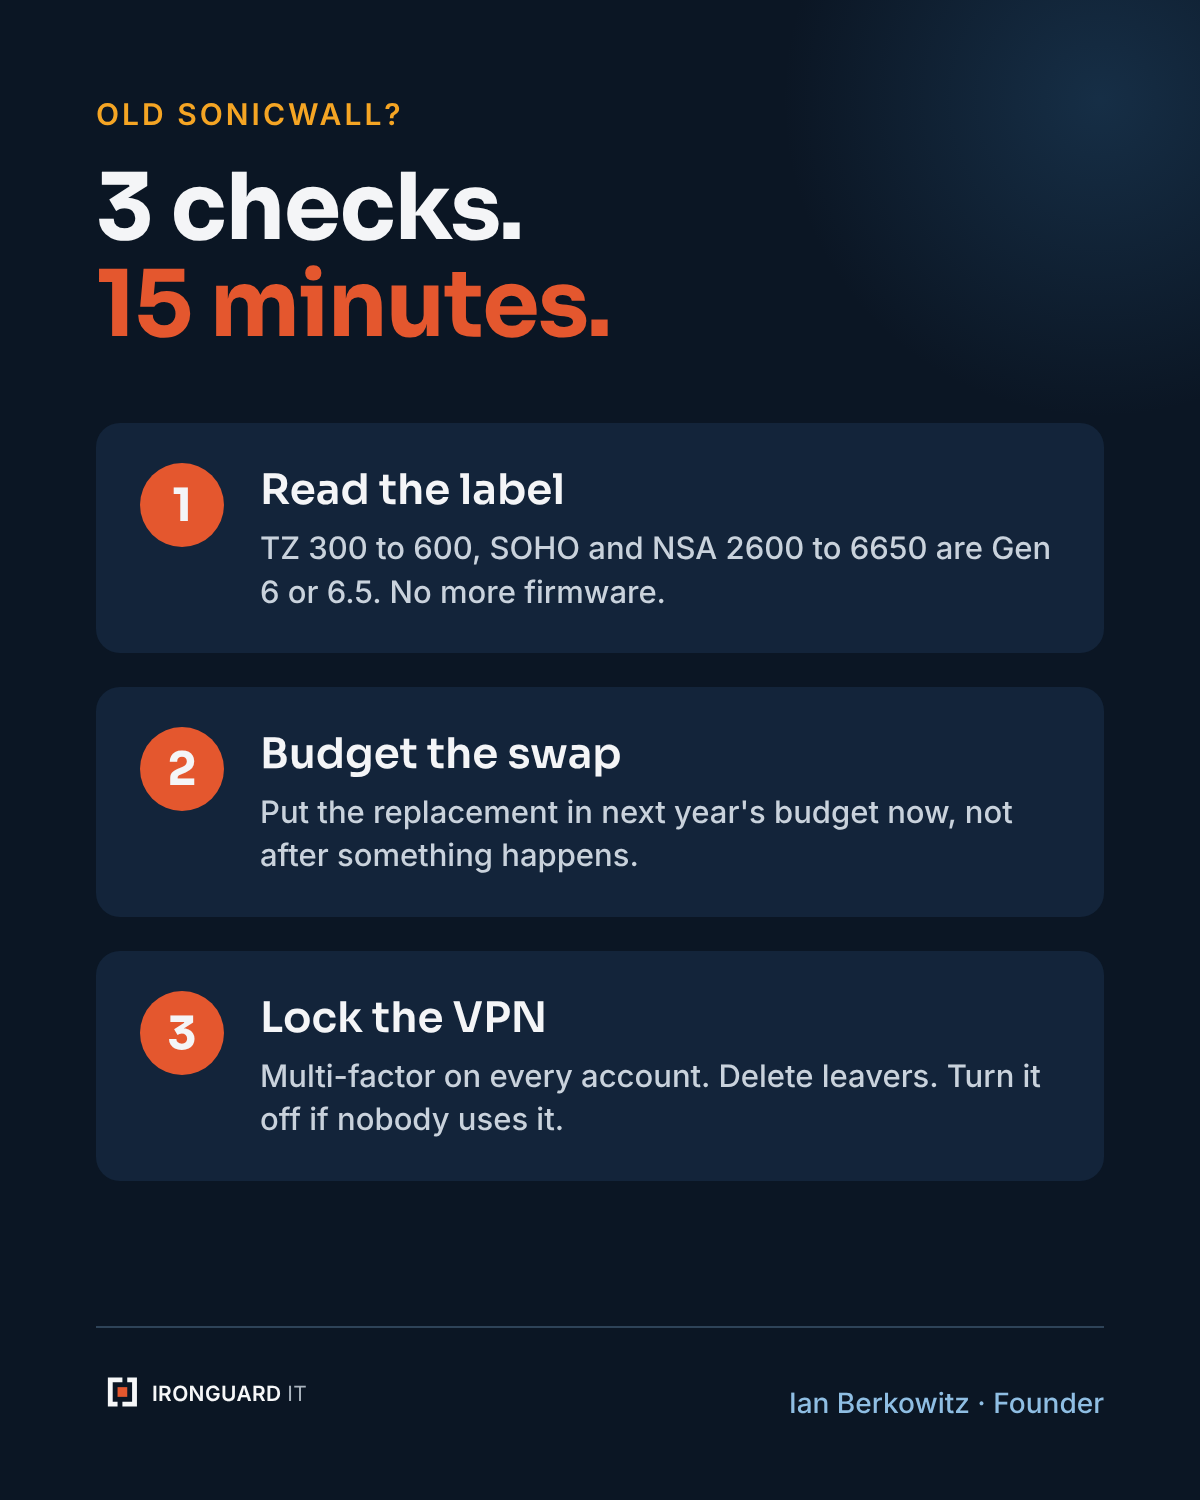 OLD SONICWALL?
3 checks.
15 minutes.
1
Read the label
TZ 300 to 600, SOHO and NSA 2600 to 6650 are Gen
6 or 6.5. No more firmware.
2
Budget the swap
Put the replacement in next year's budget now, not
after something happens.
3
Lock the VPN
Multi-factor on every account. Delete leavers. Turn it
off if nobody uses it.
IRONGUARD IT
Ian Berkowitz · Founder